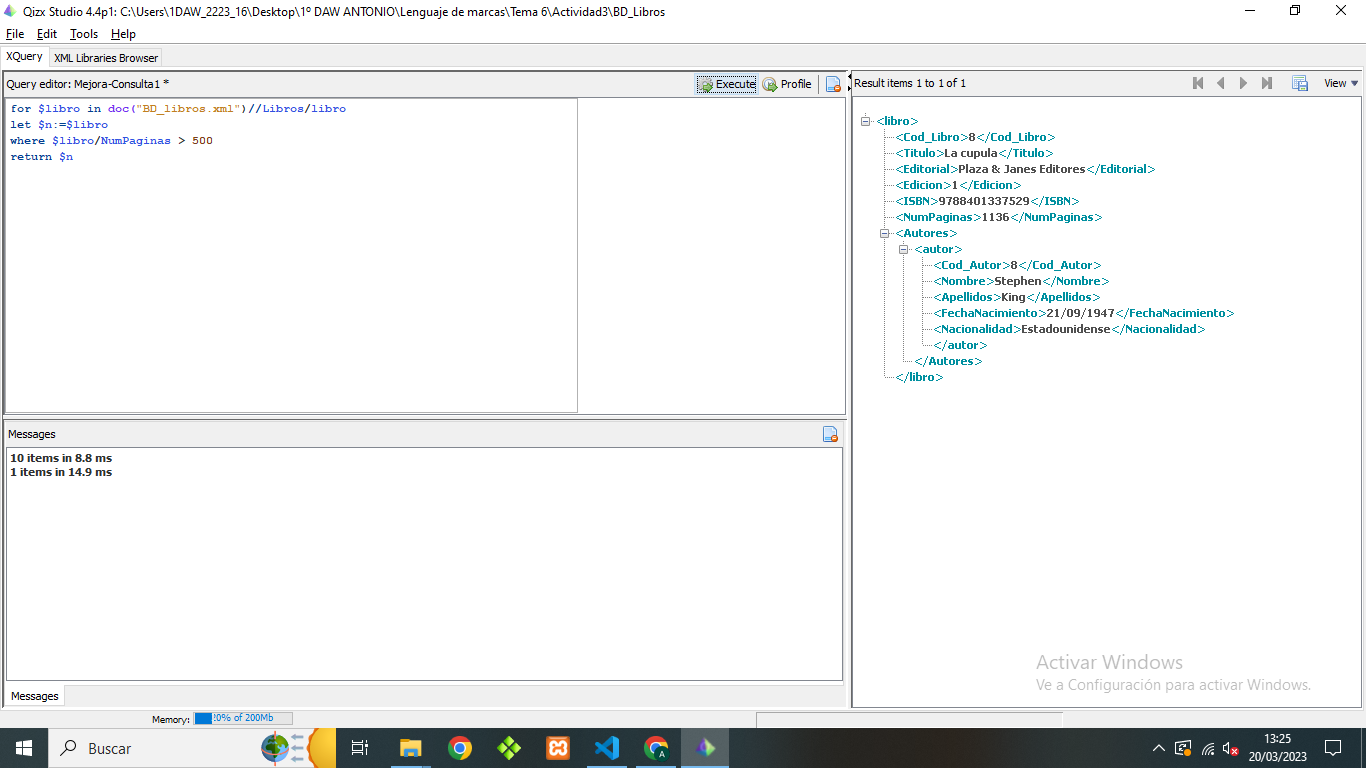 Qizx Studio 4.4p1: C:\Users\1DAW_2223_16\Desktop\1º DAW ANTONIO\Lenguaje de marcas\Tema 6\Actividad3\BD_Libros
File Edit Tools Help
XQuery XML Libraries Browser
Query editor: Mejora-Consulta1 *
Execute Profile
for $libro in doc("BD_libros.xml")//Libros/libro
let $n:=$libro
where $libro/NumPaginas > 500
return $n
Messages
10 items in 8.8 ms
1 items in 14.9 ms
Messages
Memory: 20% of 200Mb
Result items 1 to 1 of 1
View
<libro>
<Cod_Libro>8</Cod_Libro>
<Titulo>La cupula</Titulo>
<Editorial>Plaza & Janes Editores</Editorial>
<Edicion>1</Edicion>
<ISBN>9788401337529</ISBN>
<NumPaginas>1136</NumPaginas>
<Autores>
<autor>
<Cod_Autor>8</Cod_Autor>
<Nombre>Stephen</Nombre>
<Apellidos>King</Apellidos>
<FechaNacimiento>21/09/1947</FechaNacimiento>
<Nacionalidad>Estadounidense</Nacionalidad>
</autor>
</Autores>
</libro>
Activar Windows
Ve a Configuración para activar Windows.
Buscar
A
13:25
20/03/2023